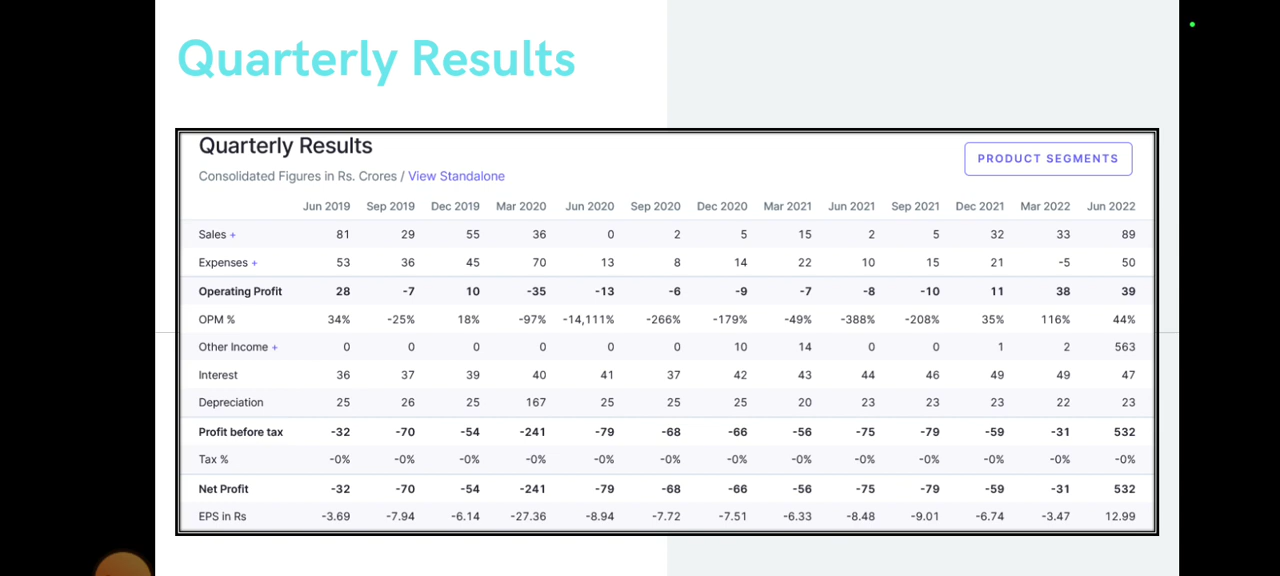 Quarterly Results
Quarterly Results
PRODUCT SEGMENTS
Consolidated Figures in Rs. Crores / View Standalone
Jun 2019 Sep 2019 Dec 2019 Mar 2020 Jun 2020 Sep 2020 Dec 2020 Mar 2021 Jun 2021 Sep 2021 Dec 2021 Mar 2022 Jun 2022
Sales + 81 29 55 36 0 2 5 15 2 5 32 33 89
Expenses + 53 36 45 70 13 8 14 22 10 15 21 -5 50
Operating Profit 28 -7 10 -35 -13 -6 -9 -7 -8 -10 11 38 39
OPM % 34% -25% 18% -97% -14,111% -266% -179% -49% -388% -208% 35% 116% 44%
Other Income + 0 0 0 0 0 0 10 14 0 0 1 2 563
Interest 36 37 39 40 41 37 42 43 44 46 49 49 47
Depreciation 25 26 25 167 25 25 25 20 23 23 23 22 23
Profit before tax -32 -70 -54 -241 -79 -68 -66 -56 -75 -79 -59 -31 532
Tax % -0% -0% -0% -0% -0% -0% -0% -0% -0% -0% -0% -0% -0%
Net Profit -32 -70 -54 -241 -79 -68 -66 -56 -75 -79 -59 -31 532
EPS in Rs -3.69 -7.94 -6.14 -27.36 -8.94 -7.72 -7.51 -6.33 -8.48 -9.01 -6.74 -3.47 12.99